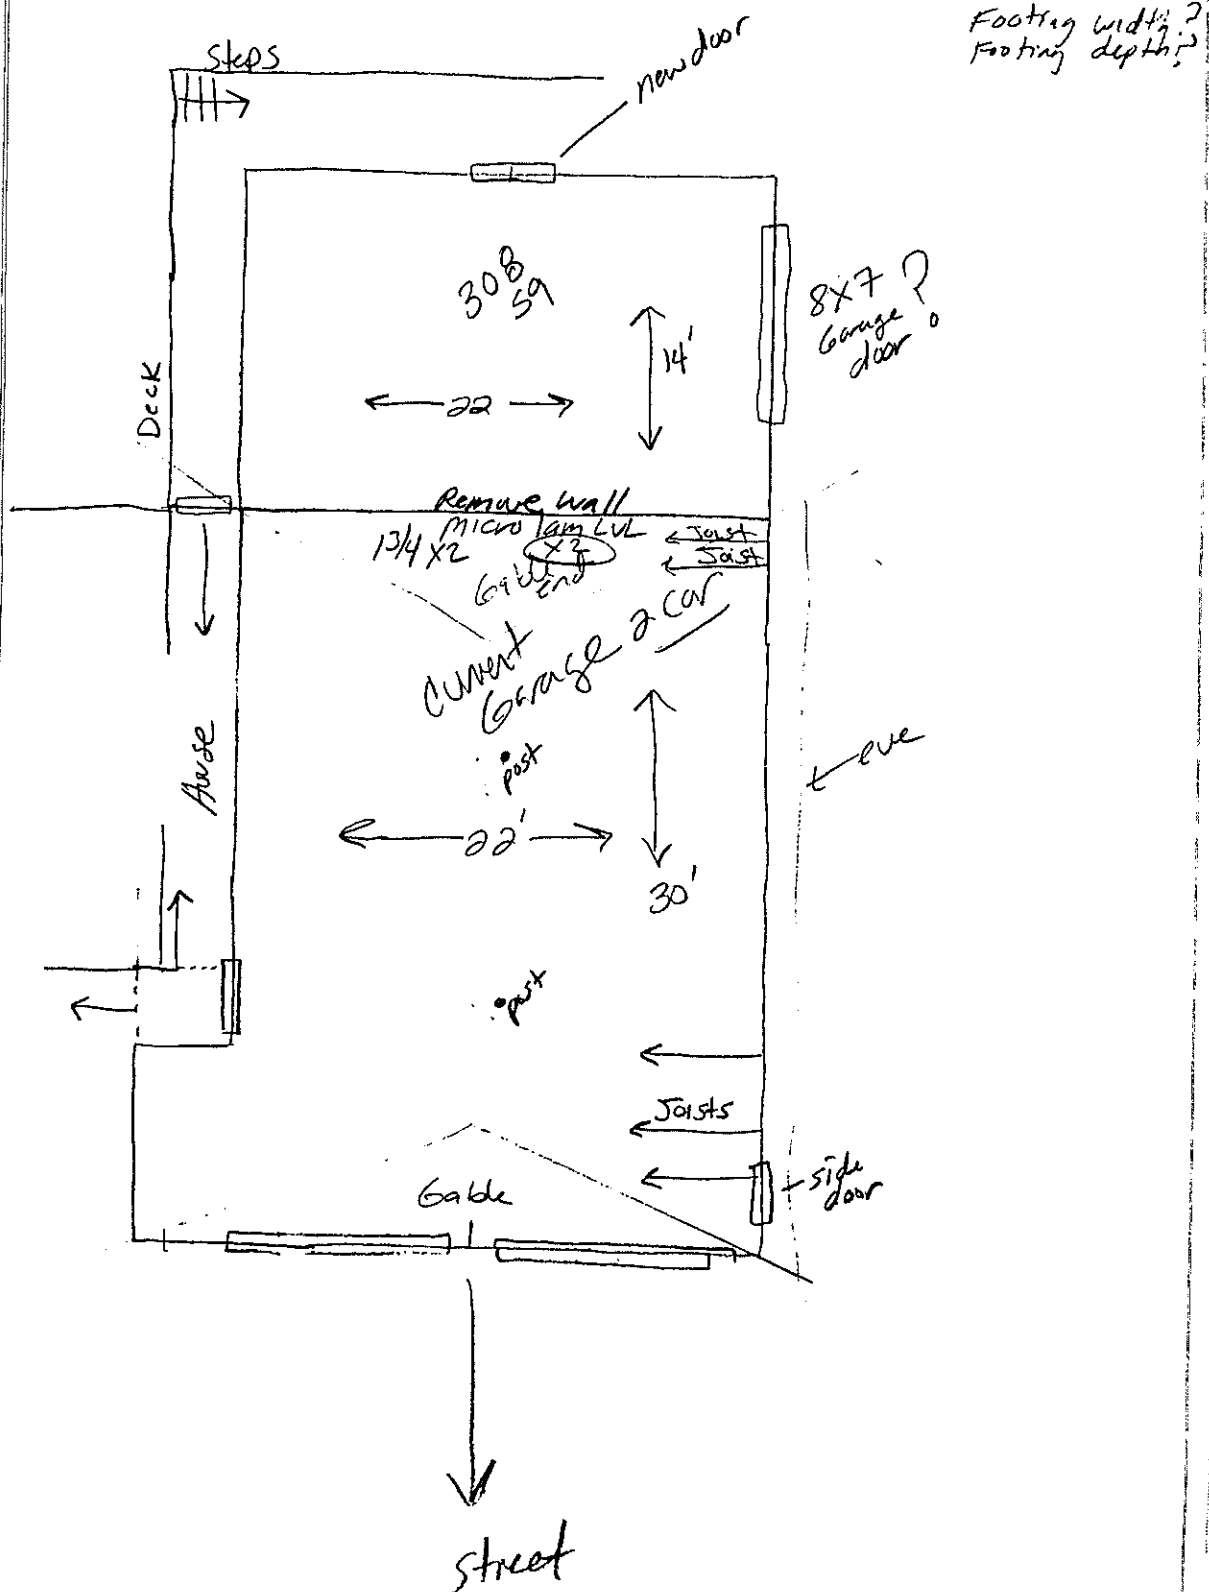 Footing width?
Footing depth?
Steps
new door
308
59
8x7 ?
Garage
door
14'
22
Deck
Remove wall
Micro lam LVL
1 3/4 x2
x2
Joist
Joist
Gable
end
Current
Garage 2 car
House
post
eve
22'
30'
post
Joists
side
door
Gable
street